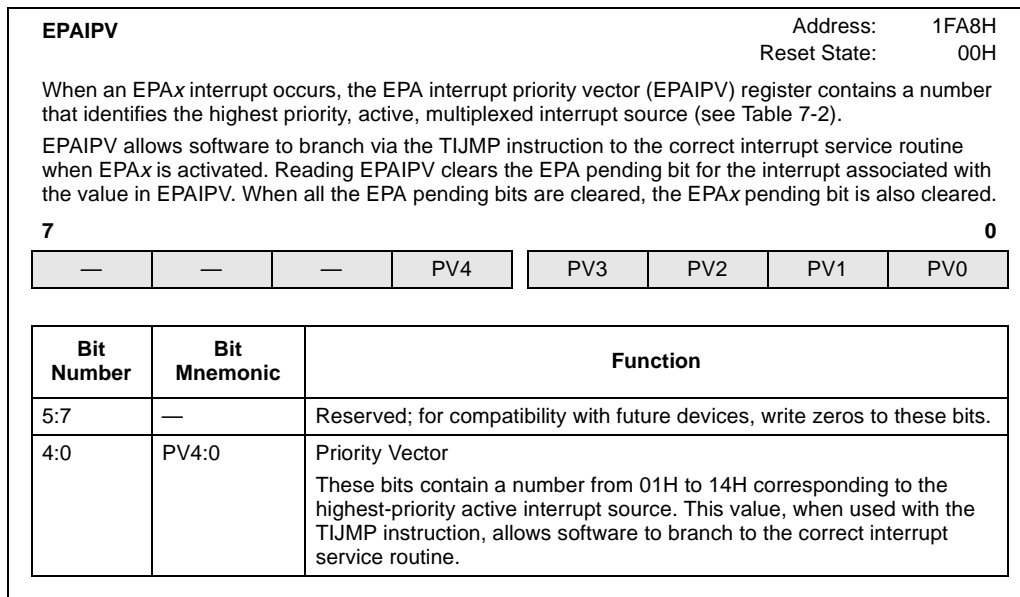 EPAIPV Address: 1FA8H
Reset State: 00H
When an EPAx interrupt occurs, the EPA interrupt priority vector (EPAIPV) register contains a number
that identifies the highest priority, active, multiplexed interrupt source (see Table 7-2).
EPAIPV allows software to branch via the TIJMP instruction to the correct interrupt service routine
when EPAx is activated. Reading EPAIPV clears the EPA pending bit for the interrupt associated with
the value in EPAIPV. When all the EPA pending bits are cleared, the EPAx pending bit is also cleared.
7 0
— — — PV4 PV3 PV2 PV1 PV0
Bit Number Bit Mnemonic Function
5:7 — Reserved; for compatibility with future devices, write zeros to these bits.
4:0 PV4:0 Priority Vector
These bits contain a number from 01H to 14H corresponding to the
highest-priority active interrupt source. This value, when used with the
TIJMP instruction, allows software to branch to the correct interrupt
service routine.